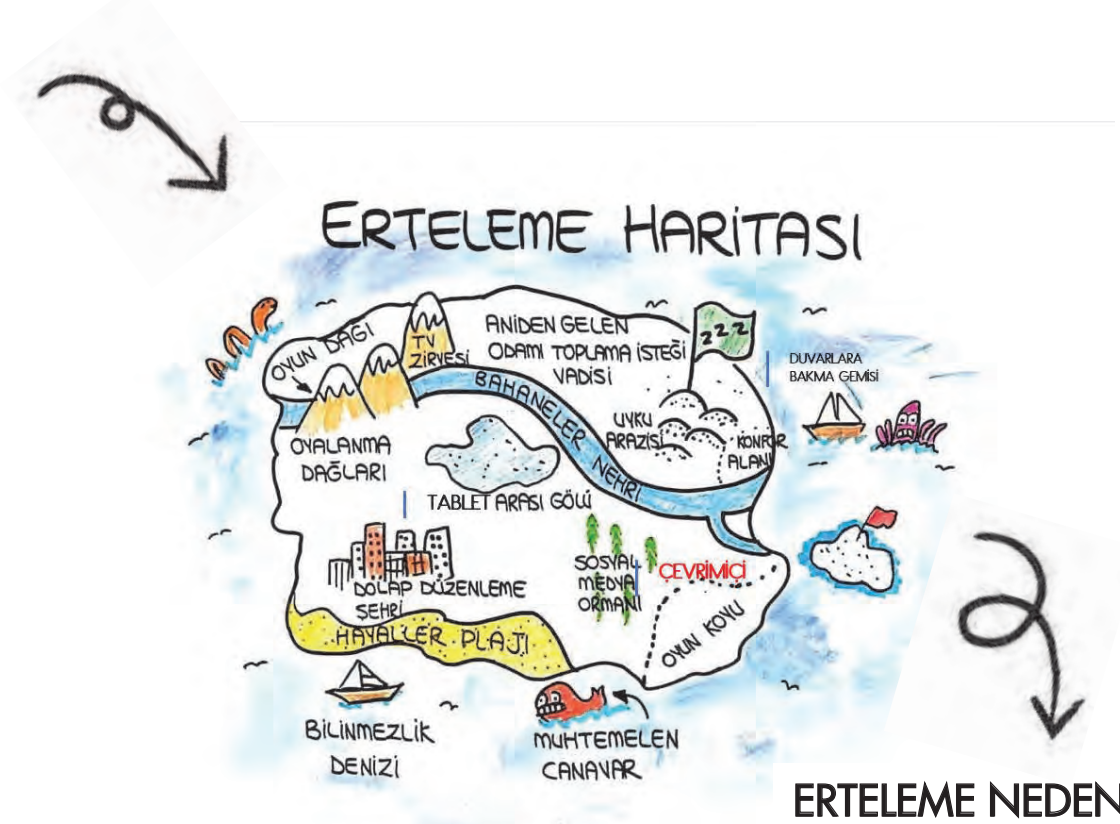 ERTELEME HARİTASI
OYUN DAĞI
TV
ZİRVESİ
ANİDEN GELEN
ODAMI TOPLAMA İSTEĞİ
VADİSİ
ZZZ
DUVARLARA
BAKMA GEMİSİ
BAHANELER NEHRİ
UYKU
ARAZİSİ
KONFOR
ALANI
OYALANMA
DAĞLARI
TABLET ARASI GÖLÜ
SOSYAL
MEDYA
ORMANI
ÇEVRİMİÇİ
OYUN KOYU
DOLAP DÜZENLEME
ŞEHRİ
HAYALLER PLAJI
BİLİNMEZLİK
DENİZİ
MUHTEMELEN
CANAVAR
ERTELEME NEDEN